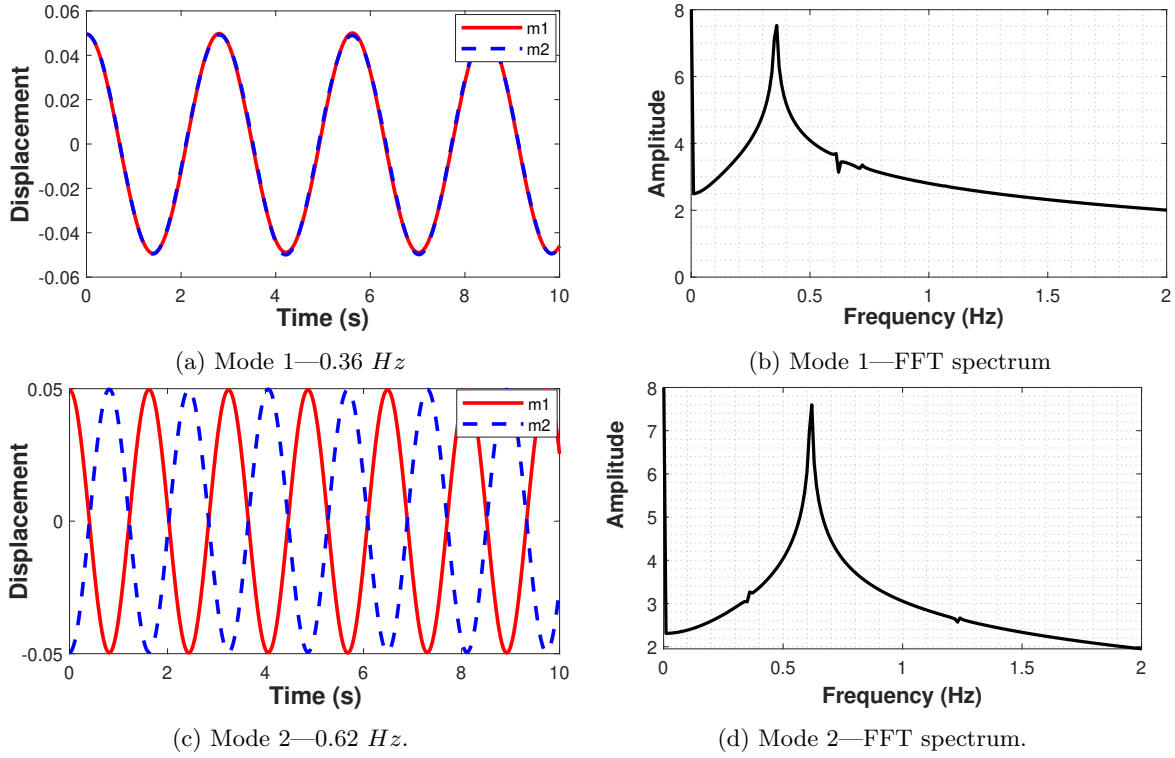 0.06
0.04
0.02
0
-0.02
-0.04
-0.06
Displacement
0 2 4 6 8 10
Time (s)
m1
m2
(a) Mode 1—0.36 Hz
8
6
4
2
0
Amplitude
0 0.5 1 1.5 2
Frequency (Hz)
(b) Mode 1—FFT spectrum
0.05
0
-0.05
Displacement
0 2 4 6 8 10
Time (s)
m1
m2
(c) Mode 2—0.62 Hz.
8
7
6
5
4
3
2
Amplitude
0 0.5 1 1.5 2
Frequency (Hz)
(d) Mode 2—FFT spectrum.